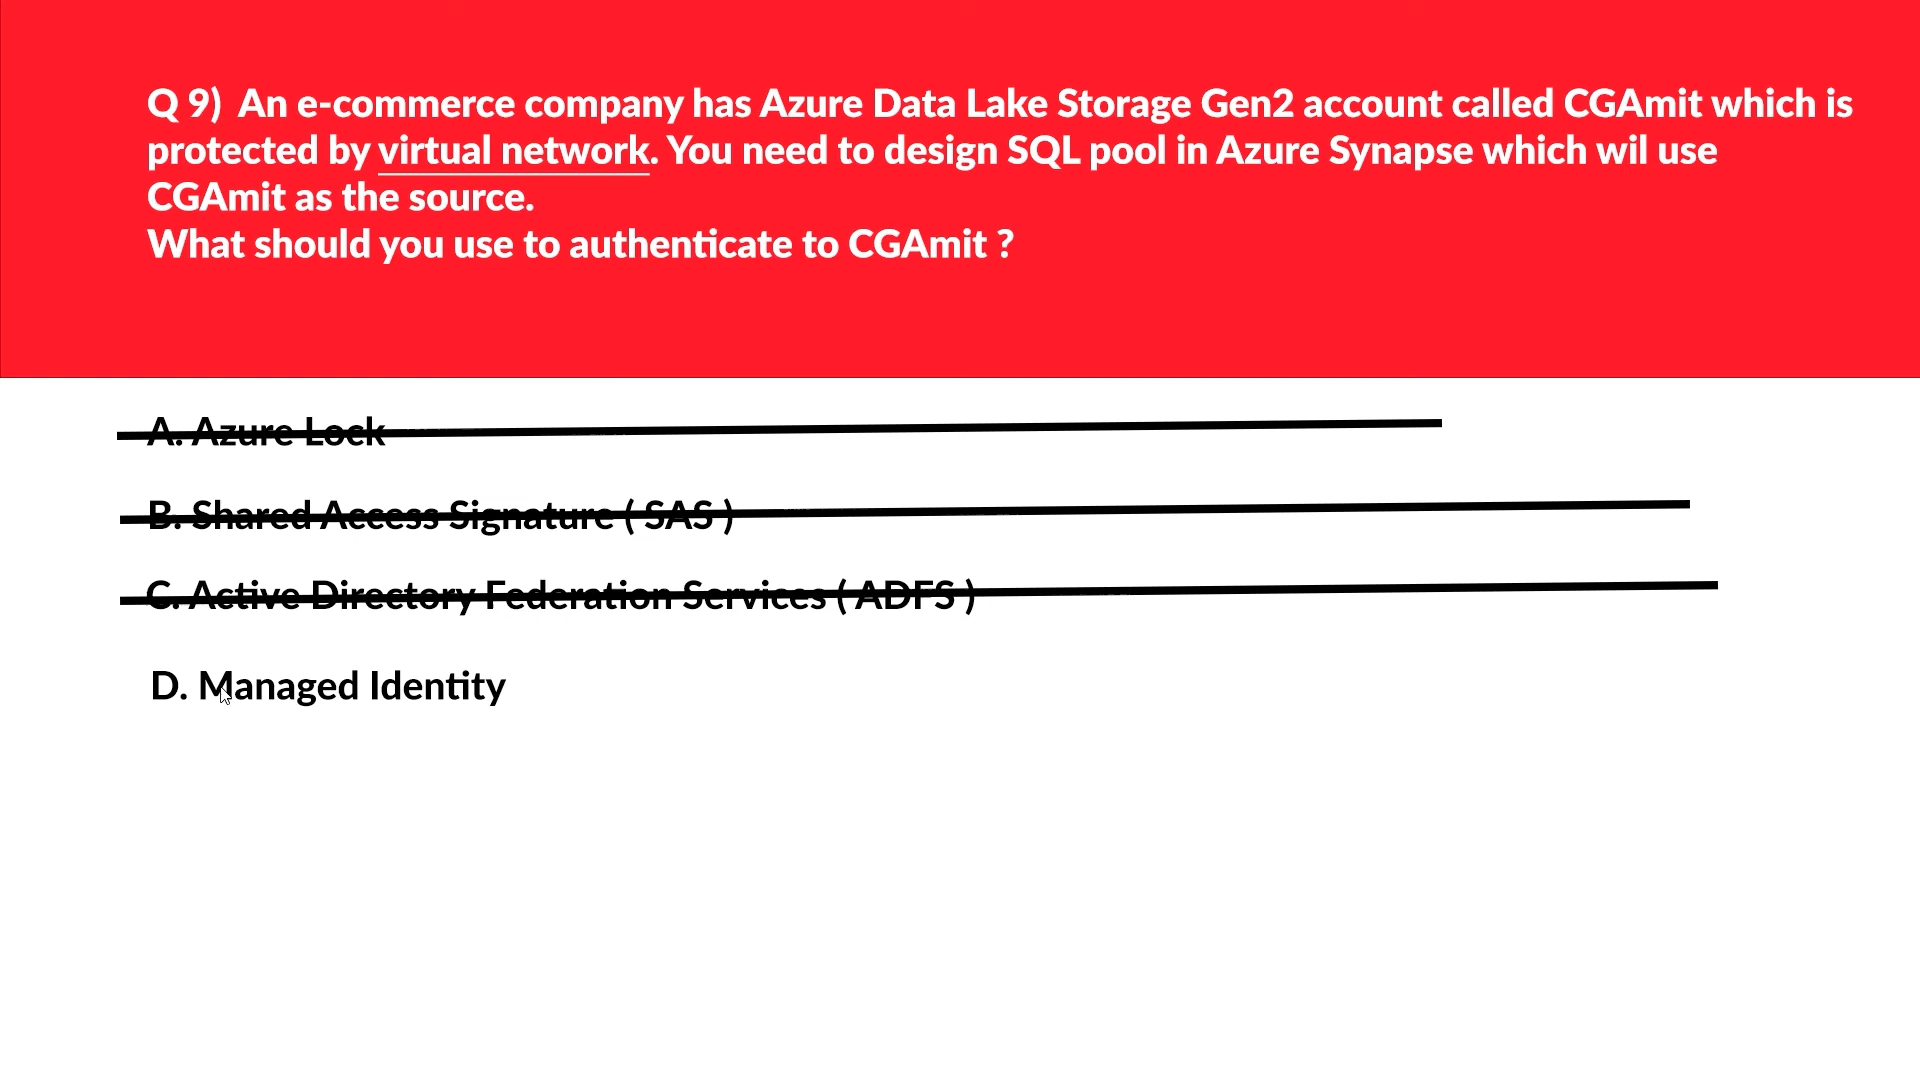 Q 9) An e-commerce company has Azure Data Lake Storage Gen2 account called CGAmit which is
protected by virtual network. You need to design SQL pool in Azure Synapse which wil use
CGAmit as the source.
What should you use to authenticate to CGAmit ?
A. Azure Lock
B. Shared Access Signature ( SAS )
C. Active Directory Federation Services ( ADFS )
D. Managed Identity